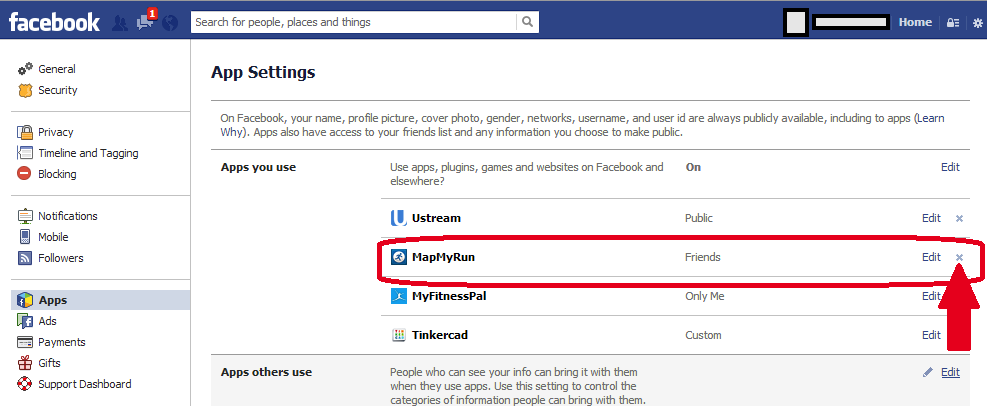 facebook
1
Search for people, places and things
Home
General
Security
Privacy
Timeline and Tagging
Blocking
Notifications
Mobile
Followers
Apps
Ads
Payments
Gifts
Support Dashboard
App Settings
On Facebook, your name, profile picture, cover photo, gender, networks, username, and user id are always publicly available, including to apps (Learn
Why). Apps also have access to your friends list and any information you choose to make public.
Apps you use
Use apps, plugins, games and websites on Facebook and
elsewhere?
On
Edit
Ustream Public Edit ×
MapMyRun Friends Edit ×
MyFitnessPal Only Me Edit
Tinkercad Custom Edit
Apps others use
People who can see your info can bring it with them
when they use apps. Use this setting to control the
categories of information people can bring with them.
Edit